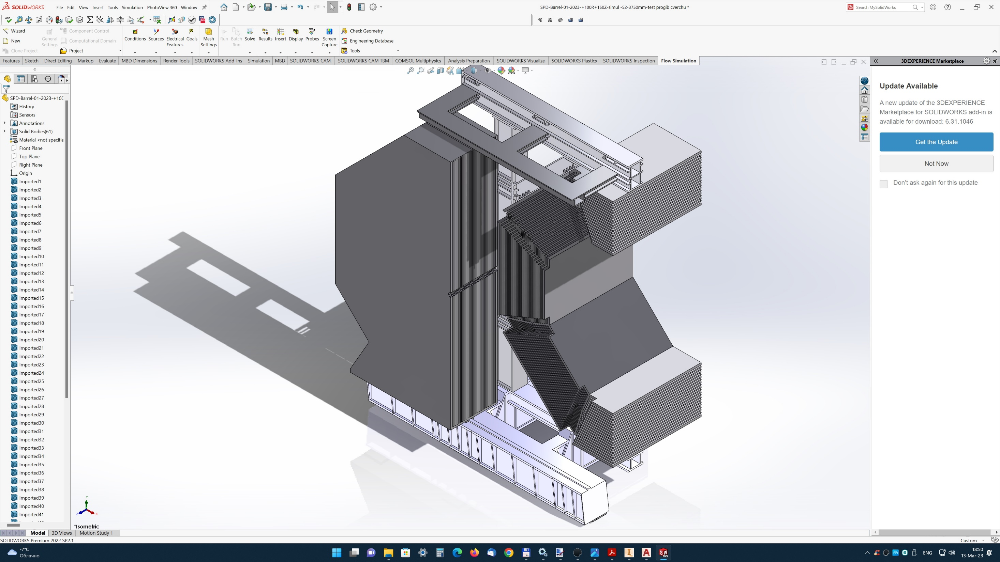 SOLIDWORKS File Edit View Insert Tools Simulation PhotoView 360 Window
SPD-Barrel-01-2023-+100R+150Z-simul -52-3750mm-test progib cverchu *
Search MySolidWorks
Wizard
New
Clone Project
General Settings
Component Control
Computational Domain
Project
Conditions
Sources
Electrical Features
Goals
Mesh Settings
Run
Batch Run
Solve
Results
Insert
Display
Probes
Screen Capture
Check Geometry
Engineering Database
Tools
Features Sketch Direct Editing Markup Evaluate MBD Dimensions Render Tools SOLIDWORKS Add-Ins Simulation MBD SOLIDWORKS CAM SOLIDWORKS CAM TBM COMSOL Multiphysics Analysis Preparation SOLIDWORKS Visualize SOLIDWORKS Plastics SOLIDWORKS Inspection Flow Simulation
SPD-Barrel-01-2023-+100
History
Sensors
Annotations
Solid Bodies(61)
Material <not specifie
Front Plane
Top Plane
Right Plane
Origin
Imported1
Imported2
Imported3
Imported4
Imported5
Imported6
Imported7
Imported8
Imported9
Imported10
Imported11
Imported12
Imported13
Imported14
Imported15
Imported16
Imported17
Imported18
Imported19
Imported20
Imported21
Imported22
Imported23
Imported24
Imported25
Imported26
Imported27
Imported28
Imported29
Imported30
Imported31
Imported32
Imported33
Imported34
Imported35
Imported36
Imported37
Imported38
Imported39
Imported40
Imported41
Y
Z
X
*Isometric
3DEXPERIENCE Marketplace
Update Available
A new update of the 3DEXPERIENCE
Marketplace for SOLIDWORKS add-in is
available for download: 6.31.1046
Get the Update
Not Now
Don't ask again for this update
Model 3D Views Motion Study 1
SOLIDWORKS Premium 2022 SP2.1
Custom
-7°C
Облачно
ENG
18:50
13-Mar-23